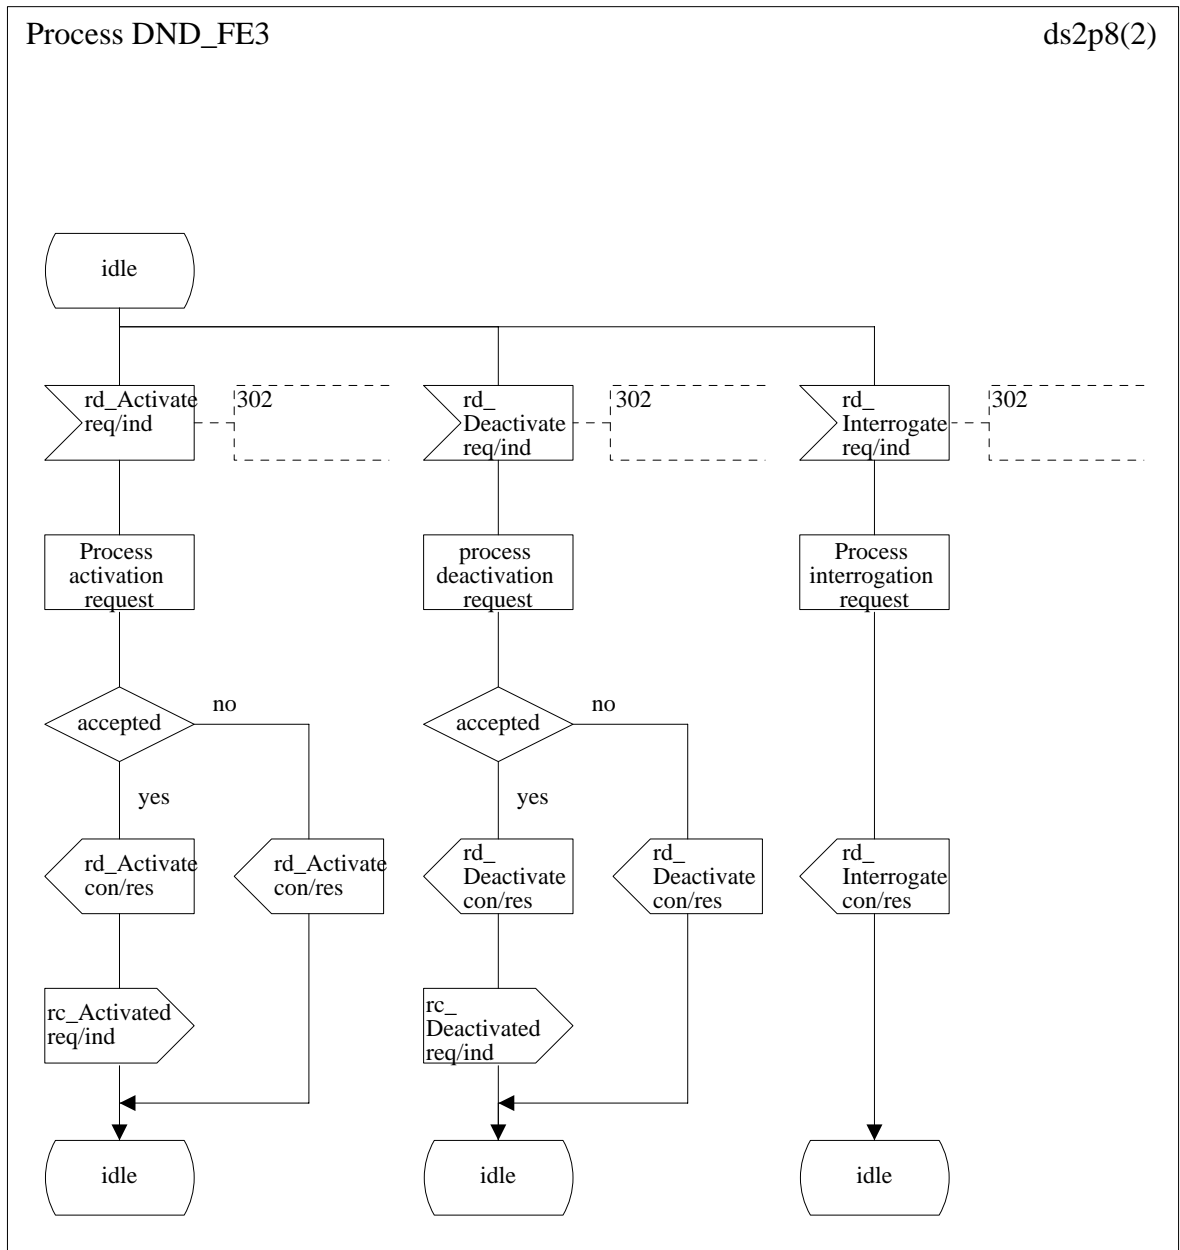 Process DND_FE3
ds2p8(2)
idle
rd_Activate
req/ind
302
rd_
Deactivate
req/ind
302
rd_
Interrogate
req/ind
302
Process
activation
request
process
deactivation
request
Process
interrogation
request
accepted
no
yes
accepted
no
yes
rd_Activate
con/res
rd_Activate
con/res
rd_
Deactivate
con/res
rd_
Deactivate
con/res
rd_
Interrogate
con/res
rc_Activated
req/ind
rc_
Deactivated
req/ind
idle
idle
idle